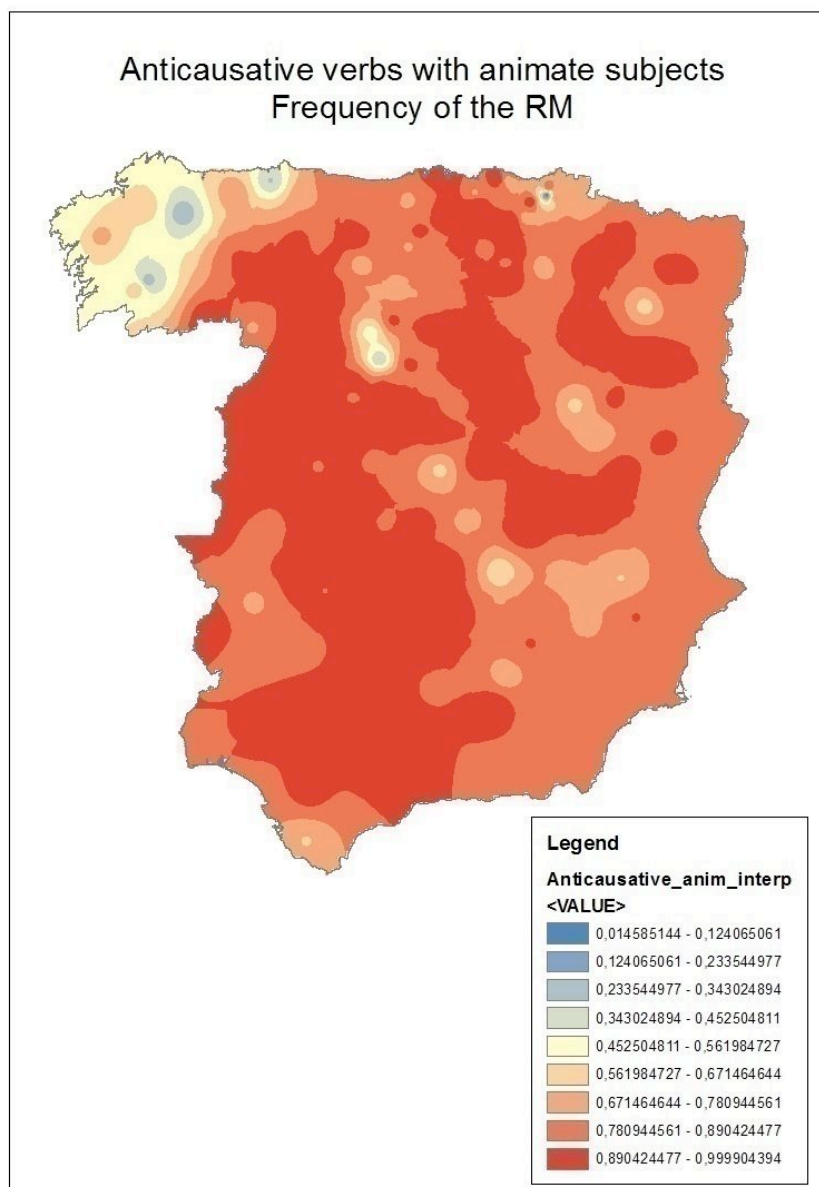 Anticausative verbs with animate subjects
Frequency of the RM
Legend
Anticausative_anim_interp
<VALUE>
0,014585144 - 0,124065061
0,124065061 - 0,233544977
0,233544977 - 0,343024894
0,343024894 - 0,452504811
0,452504811 - 0,561984727
0,561984727 - 0,671464644
0,671464644 - 0,780944561
0,780944561 - 0,890424477
0,890424477 - 0,999904394